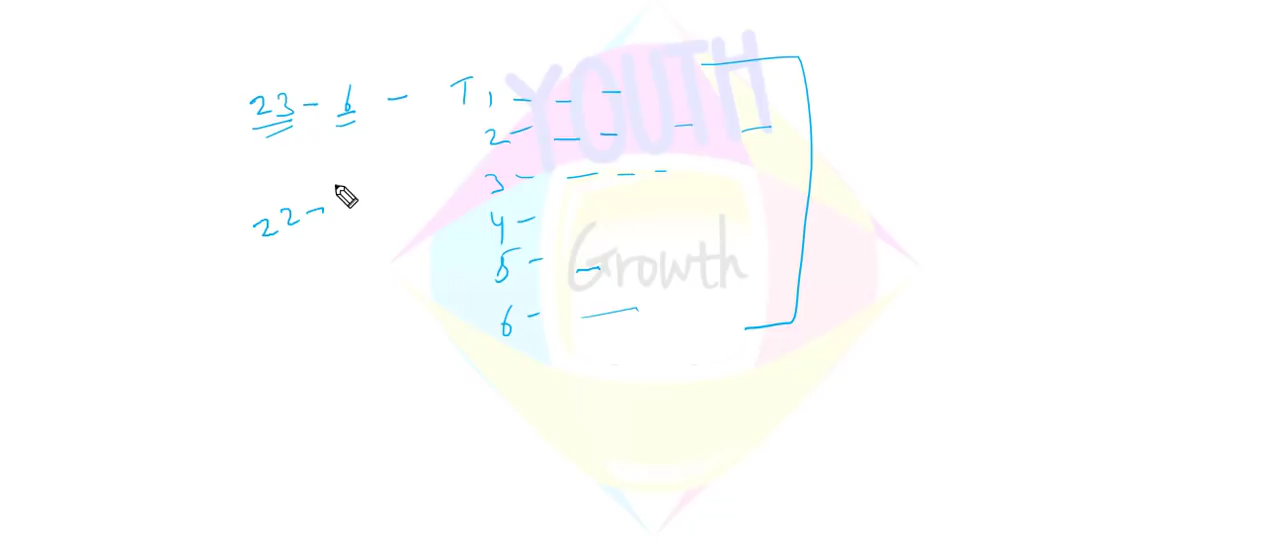 YOUTH
23 - 6 - T 1 - - -
2 - - - - -
3 - - - -
22 -
4 -
5 - -
Growth
6 - -